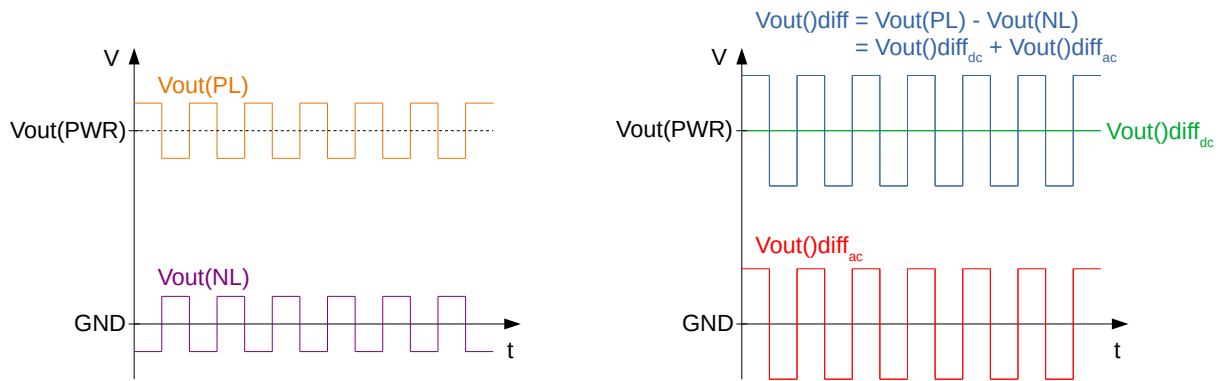 V
Vout(PL)
Vout(PWR)
Vout(NL)
GND
t
Vout()diff = Vout(PL) - Vout(NL)
= Vout()diffdc + Vout()diffac
V
Vout(PWR)
Vout()diffdc
Vout()diffac
GND
t